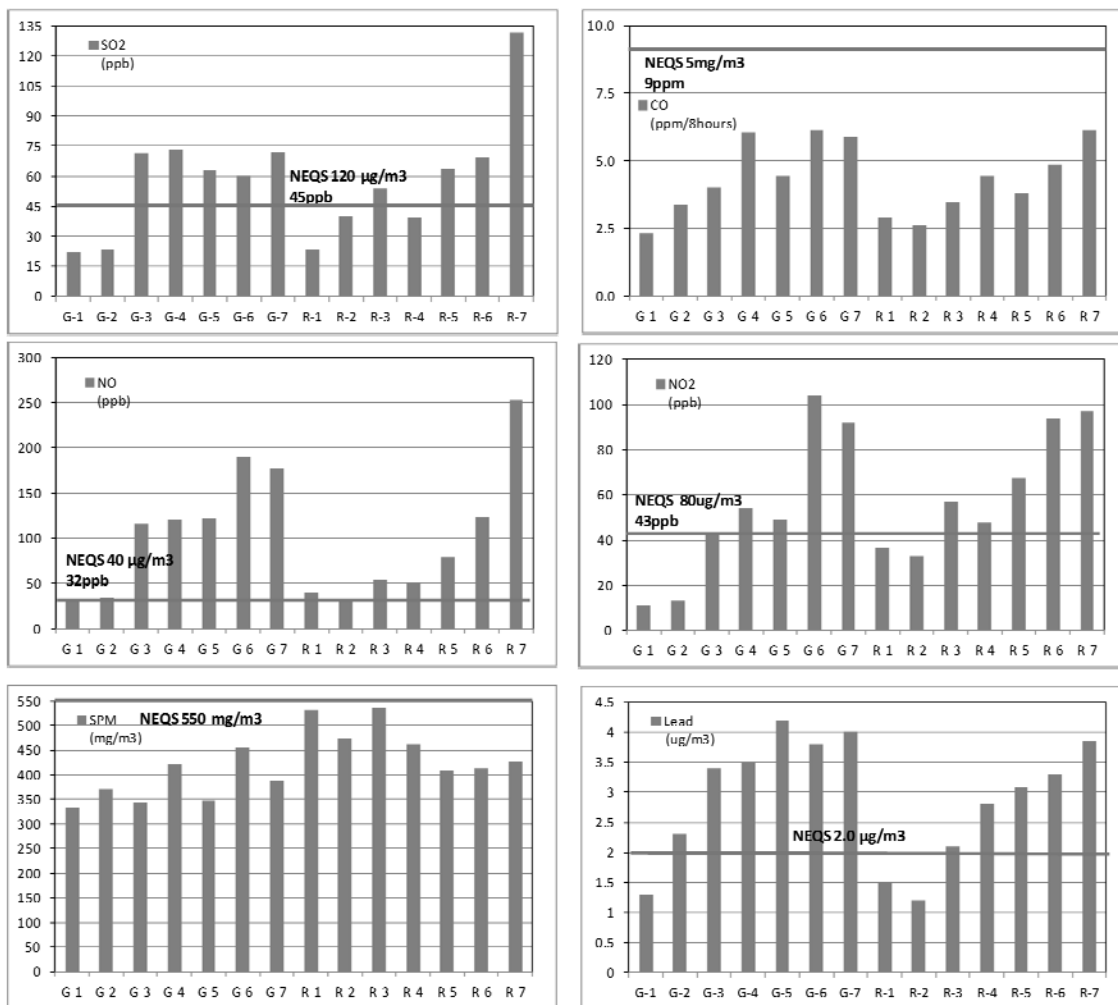 135
120
105
90
75
60
45
30
15
0
SO2
(ppb)
NEQS 120 µg/m3
45ppb
G-1 G-2 G-3 G-4 G-5 G-6 G-7 R-1 R-2 R-3 R-4 R-5 R-6 R-7
10.0
7.5
5.0
2.5
0.0
NEQS 5mg/m3
9ppm
CO
(ppm/8hours)
G 1 G 2 G 3 G 4 G 5 G 6 G 7 R 1 R 2 R 3 R 4 R 5 R 6 R 7
300
250
200
150
100
50
0
NO
(ppb)
NEQS 40 µg/m3
32ppb
G 1 G 2 G 3 G 4 G 5 G 6 G 7 R 1 R 2 R 3 R 4 R 5 R 6 R 7
120
100
80
60
40
20
0
NO2
(ppb)
NEQS 80ug/m3
43ppb
G 1 G 2 G 3 G 4 G 5 G 6 G 7 R 1 R 2 R 3 R 4 R 5 R 6 R 7
550
500
450
400
350
300
250
200
150
100
50
0
SPM NEQS 550 mg/m3
(mg/m3)
G 1 G 2 G 3 G 4 G 5 G 6 G 7 R 1 R 2 R 3 R 4 R 5 R 6 R 7
4.5
4
3.5
3
2.5
2
1.5
1
0.5
0
Lead
(ug/m3)
NEQS 2.0 µg/m3
G-1 G-2 G-3 G-4 G-5 G-6 G-7 R-1 R-2 R-3 R-4 R-5 R-6 R-7